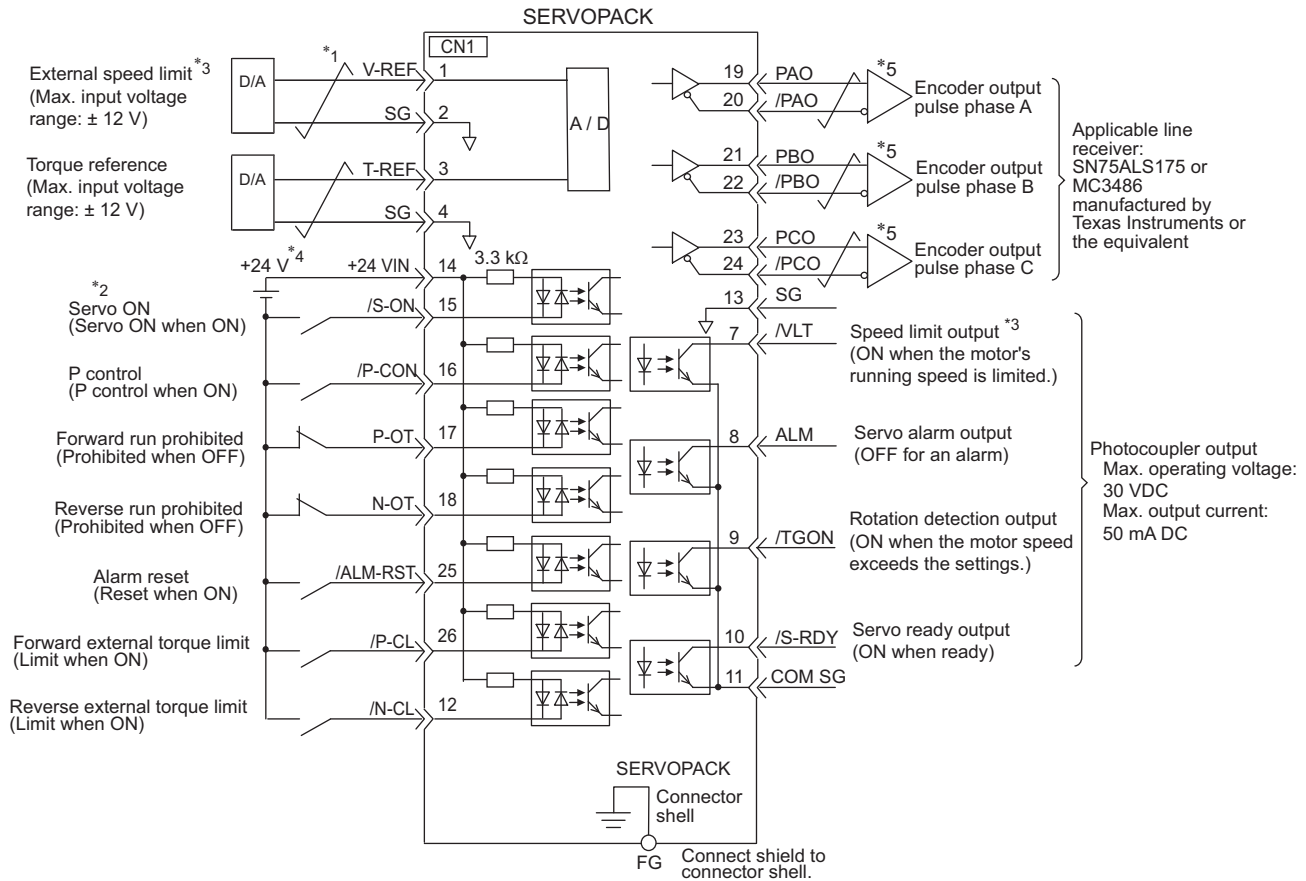 SERVOPACK
CN1
External speed limit *3
(Max. input voltage
range: ± 12 V)
D/A
*1
V-REF
1
SG
2
A / D
Torque reference
(Max. input voltage
range: ± 12 V)
D/A
T-REF
3
SG
4
+24 V *4
+24 VIN
14
3.3 kΩ
*2
Servo ON
(Servo ON when ON)
/S-ON
15
P control
(P control when ON)
/P-CON
16
Forward run prohibited
(Prohibited when OFF)
P-OT
17
Reverse run prohibited
(Prohibited when OFF)
N-OT
18
Alarm reset
(Reset when ON)
/ALM-RST
25
Forward external torque limit
(Limit when ON)
/P-CL
26
Reverse external torque limit
(Limit when ON)
/N-CL
12
19
PAO
20
/PAO
*5
Encoder output
pulse phase A
21
PBO
22
/PBO
*5
Encoder output
pulse phase B
23
PCO
24
/PCO
*5
Encoder output
pulse phase C
Applicable line
receiver:
SN75ALS175 or
MC3486
manufactured by
Texas Instruments or
the equivalent
13
SG
7
/VLT
Speed limit output *3
(ON when the motor's
running speed is limited.)
8
ALM
Servo alarm output
(OFF for an alarm)
9
/TGON
Rotation detection output
(ON when the motor speed
exceeds the settings.)
10
/S-RDY
Servo ready output
(ON when ready)
11
COM SG
Photocoupler output
Max. operating voltage:
30 VDC
Max. output current:
50 mA DC
SERVOPACK
Connector
shell
FG
Connect shield to
connector shell.